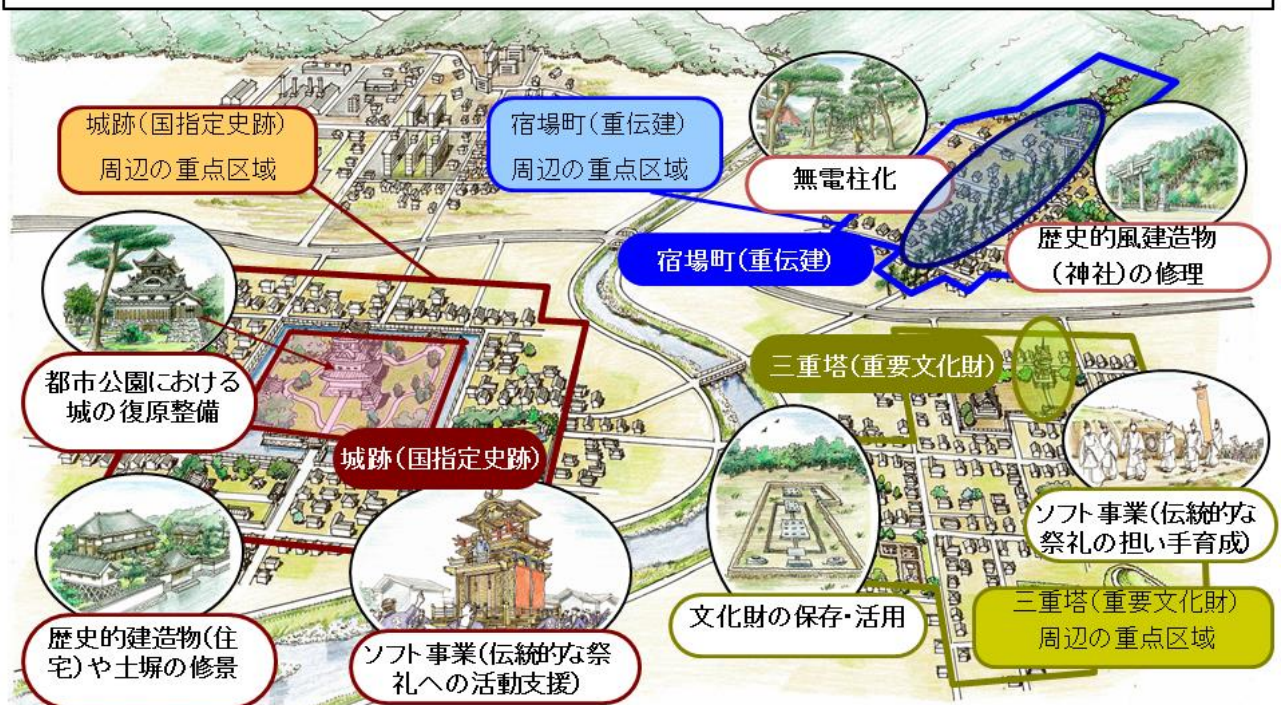 城跡(国指定史跡)
周辺の重点区域
宿場町(重伝建)
周辺の重点区域
無電柱化
宿場町(重伝建)
歴史的風建造物
(神社)の修理
都市公園における
城の復原整備
三重塔(重要文化財)
城跡(国指定史跡)
ソフト事業(伝統的な
祭礼の担い手育成)
文化財の保存・活用
三重塔(重要文化財)
周辺の重点区域
歴史的建造物(住
宅)や土塀の修景
ソフト事業(伝統的な祭
礼への活動支援)